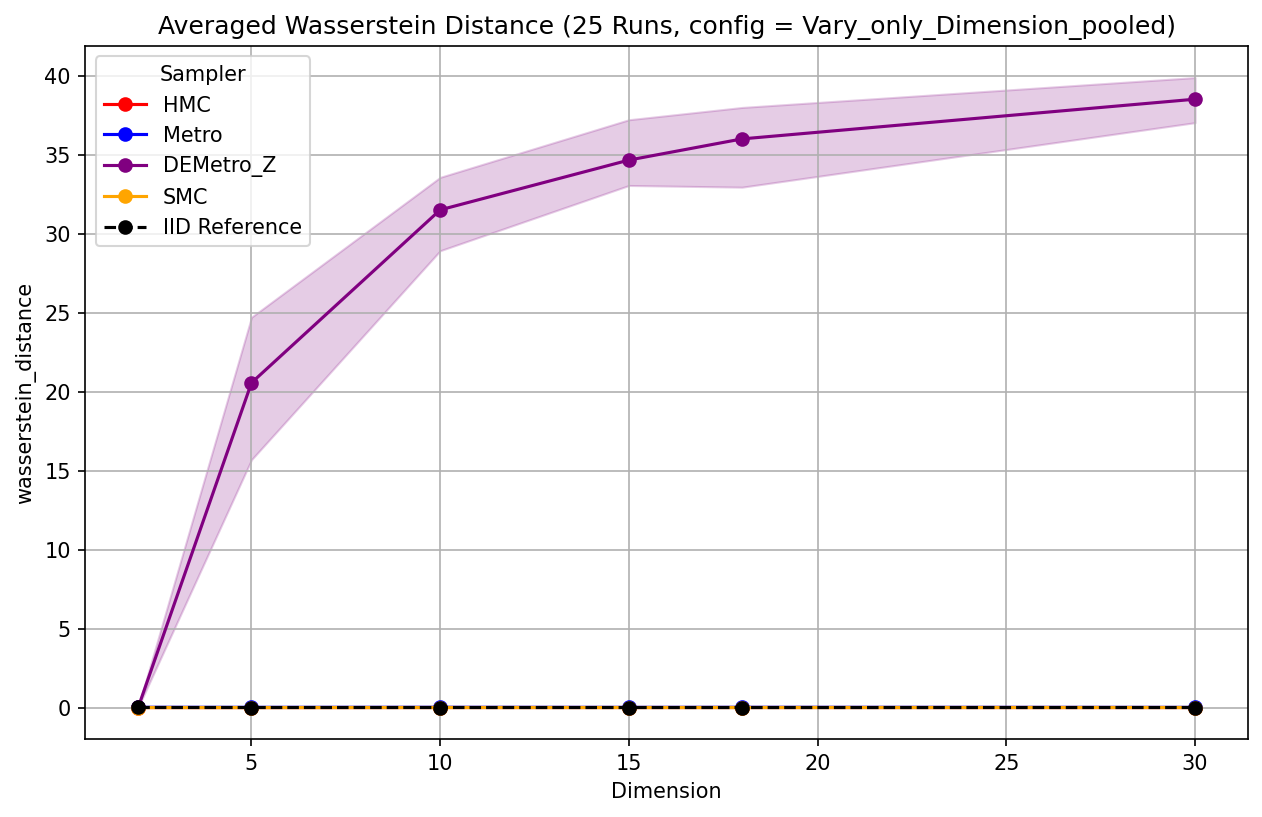 Averaged Wasserstein Distance (25 Runs, config = Vary_only_Dimension_pooled)
Sampler
HMC
Metro
DEMetro_Z
SMC
IID Reference
wasserstein_distance
40
35
30
25
20
15
10
5
0
5
10
15
20
25
30
Dimension